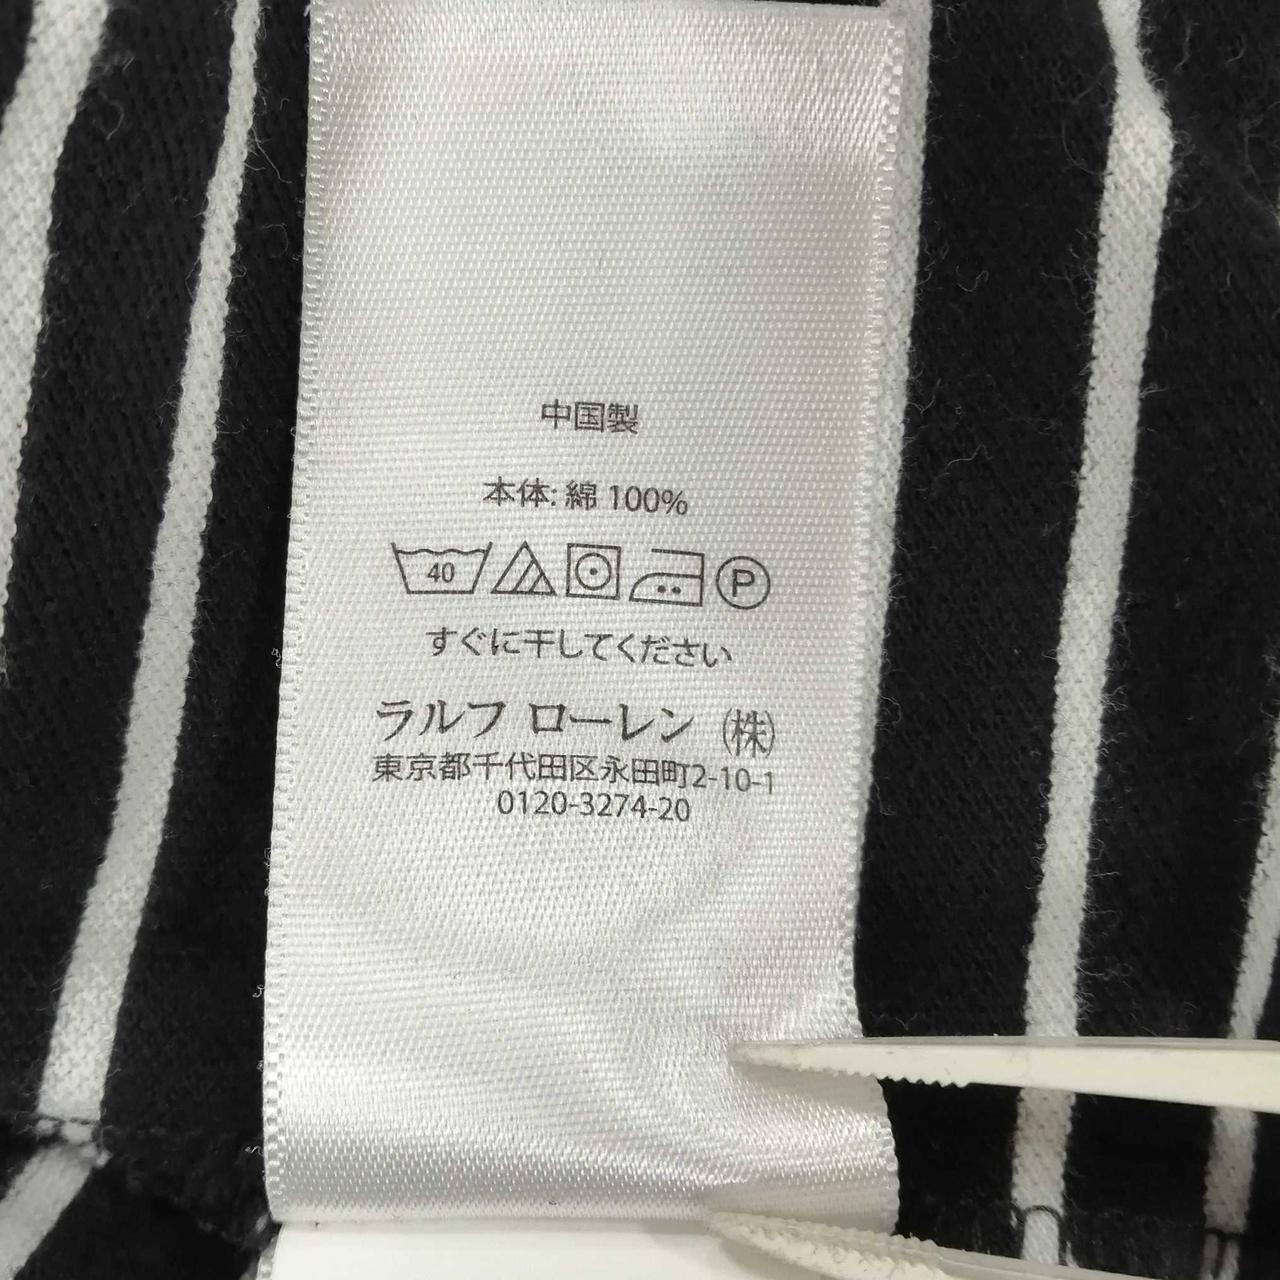 中国製
本体: 綿 100%
40 P
すぐに干してください
ラルフ ローレン (株)
東京都千代田区永田町2-10-1
0120-3274-20